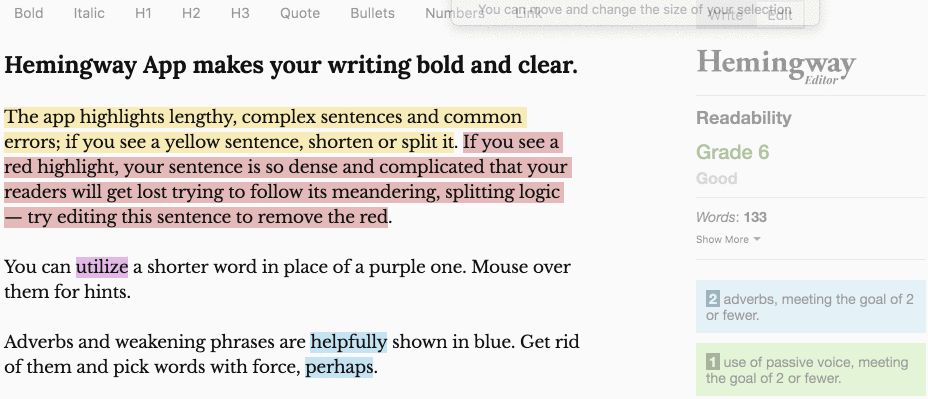 Bold Italic H1 H2 H3 Quote Bullets Numbers Link
You can move and change the size of your selection
Write Edit
Hemingway App makes your writing bold and clear.
Hemingway
Editor
The app highlights lengthy, complex sentences and common
errors; if you see a yellow sentence, shorten or split it. If you see a
red highlight, your sentence is so dense and complicated that your
readers will get lost trying to follow its meandering, splitting logic
— try editing this sentence to remove the red.
You can utilize a shorter word in place of a purple one. Mouse over
them for hints.
Adverbs and weakening phrases are helpfully shown in blue. Get rid
of them and pick words with force, perhaps.
Readability
Grade 6
Good
Words: 133
Show More
2 adverbs, meeting the goal of 2
or fewer.
1 use of passive voice, meeting
the goal of 2 or fewer.